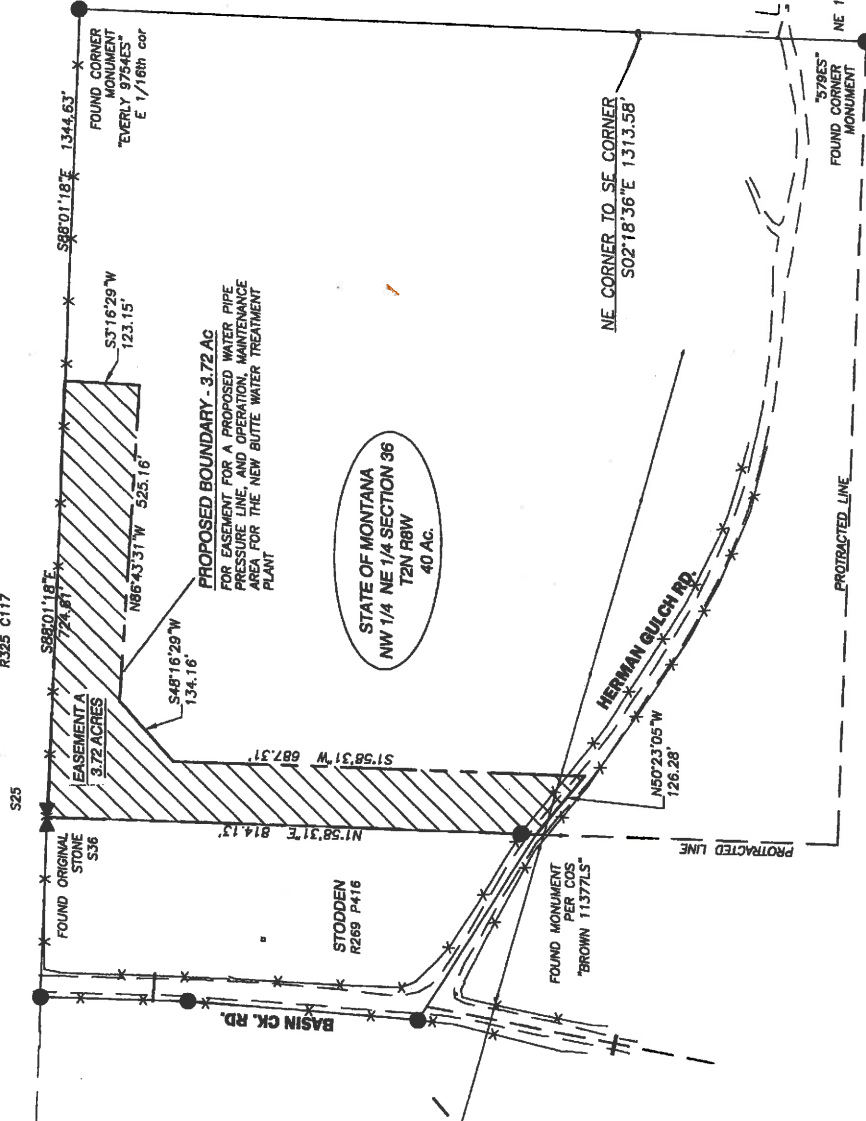 R325 C117
S25
FOUND CORNER
MONUMENT
"EVERLY 9754ES"
E 1/16th cor
S88°01'18"E 1344.63'
S3°16'29"W
123.15'
S88°01'18"E
724.81'
N86°43'31"W 525.16'
EASEMENT A
3.72 ACRES
S48°16'29"W
134.16'
PROPOSED BOUNDARY - 3.72 Ac
FOR EASEMENT FOR A PROPOSED WATER PIPE
PRESSURE LINE, AND OPERATION, MAINTENANCE
AREA FOR THE NEW BUTTE WATER TREATMENT
PLANT
FOUND ORIGINAL
STONE
S36
N1°58'31"E 814.13'
S1°58'31"W 687.31'
STATE OF MONTANA
NW 1/4 NE 1/4 SECTION 36
T2N R8W
40 Ac.
NE CORNER TO SE CORNER
S02°18'36"E 1313.58'
NE 1
"579ES"
FOUND CORNER
MONUMENT
STODDEN
R269 P416
BASIN CK. RD.
HERMAN GULCH RD.
N50°23'05"W
126.28'
FOUND MONUMENT
PER COS
"BROWN 11377LS"
PROTRACTED LINE
PROTRACTED LINE